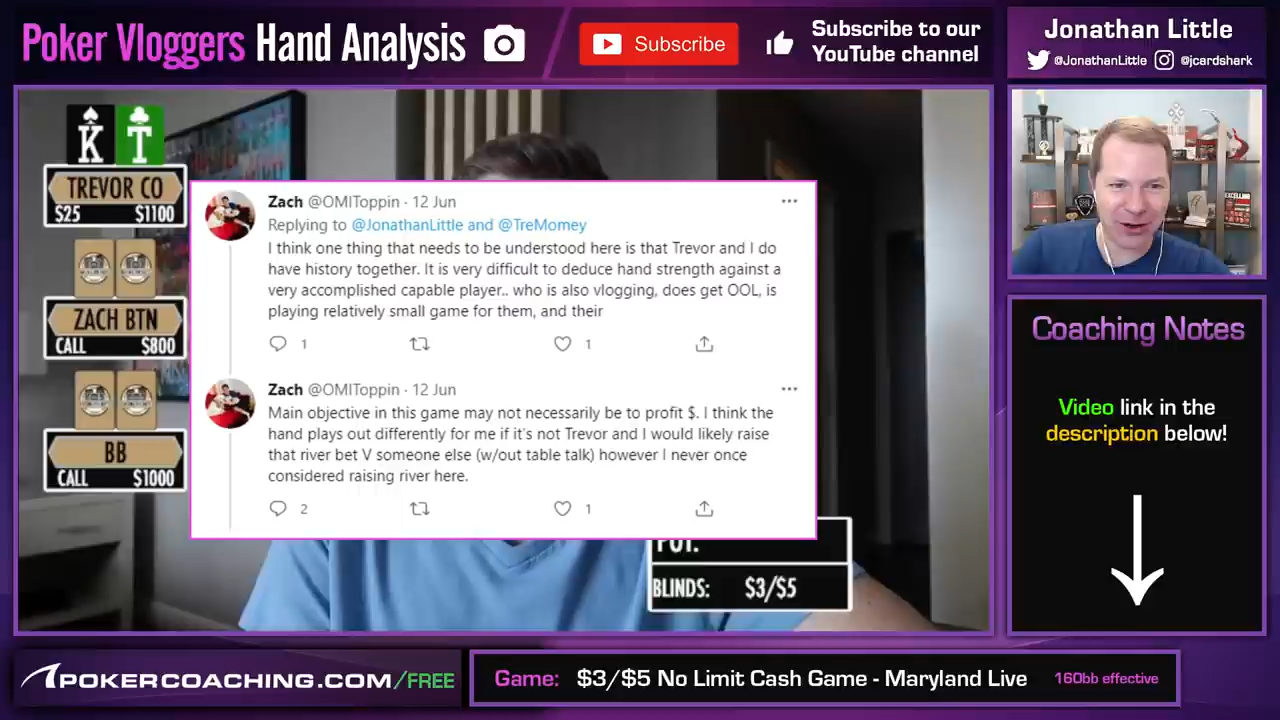 Poker Vloggers Hand Analysis
Subscribe
Subscribe to our
YouTube channel
Jonathan Little
@JonathanLittle @jcardshark
K T
TREVOR CO
$25 $1100
ZACH BTN
CALL $800
BB
CALL $1000
Zach @OMIToppin · 12 Jun
Replying to @JonathanLittle and @TreMomey
I think one thing that needs to be understood here is that Trevor and I do
have history together. It is very difficult to deduce hand strength against a
very accomplished capable player.. who is also vlogging, does get OOL, is
playing relatively small game for them, and their
1 1
Zach @OMIToppin · 12 Jun
Main objective in this game may not necessarily be to profit $. I think the
hand plays out differently for me if it's not Trevor and I would likely raise
that river bet V someone else (w/out table talk) however I never once
considered raising river here.
2 1
POT:
BLINDS: $3/$5
Coaching Notes
Video link in the
description below!
POKERCOACHING.COM/FREE
Game: $3/$5 No Limit Cash Game - Maryland Live 160bb effective